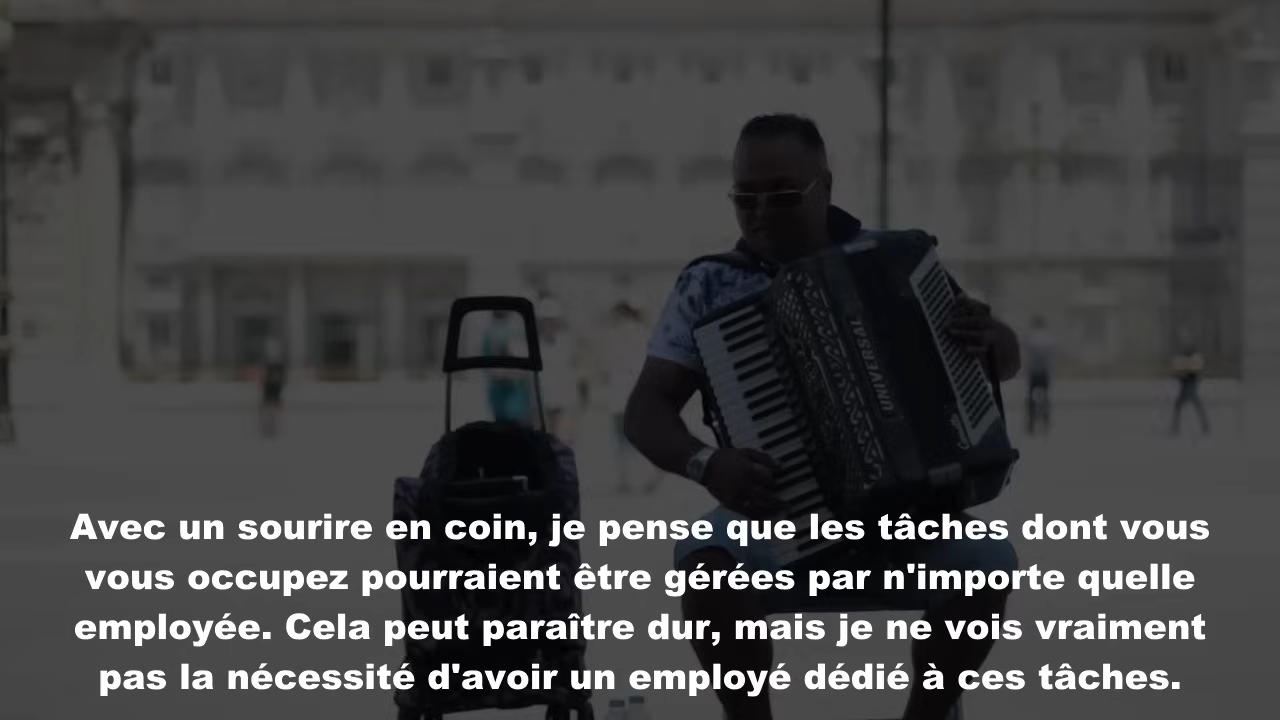 UNIVERSAL
Avec un sourire en coin, je pense que les tâches dont vous
vous occupez pourraient être gérées par n'importe quelle
employée. Cela peut paraître dur, mais je ne vois vraiment
pas la nécessité d'avoir un employé dédié à ces tâches.